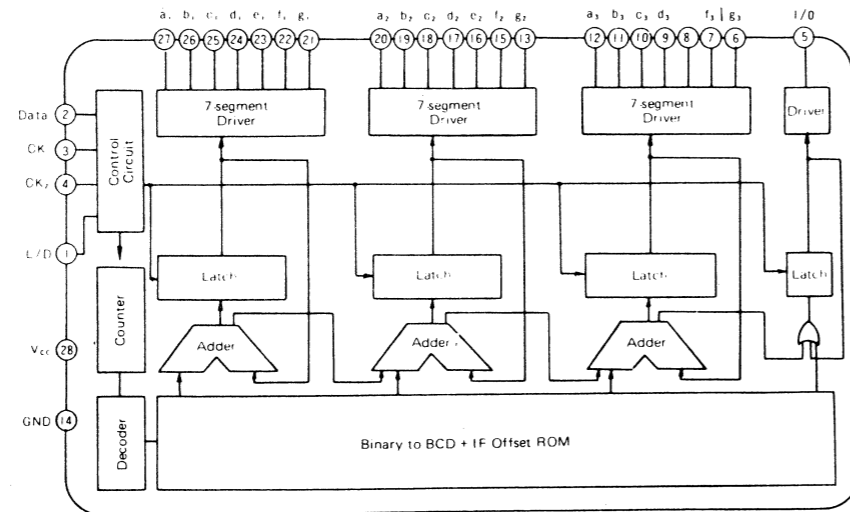 a₁ b₁ c₁ d₁ e₁ f₁ g₁
a₂ b₂ c₂ d₂ e₂ f₂ g₂
a₃ b₃ c₃ d₃ f₃ g₃
1/0
27 26 25 24 23 22 21
20 19 18 17 16 15 13
12 11 10 9 8 7 6
5
7-segment
Driver
7-segment
Driver
7-segment
Driver
Driver
Data 2
CK 3
CK₂ 4
L/D 1
Vcc 28
GND 14
Control
Circuit
Counter
Decoder
Latch
Latch
Latch
Latch
Adder
Adder
Adder
Binary to BCD + IF Offset ROM